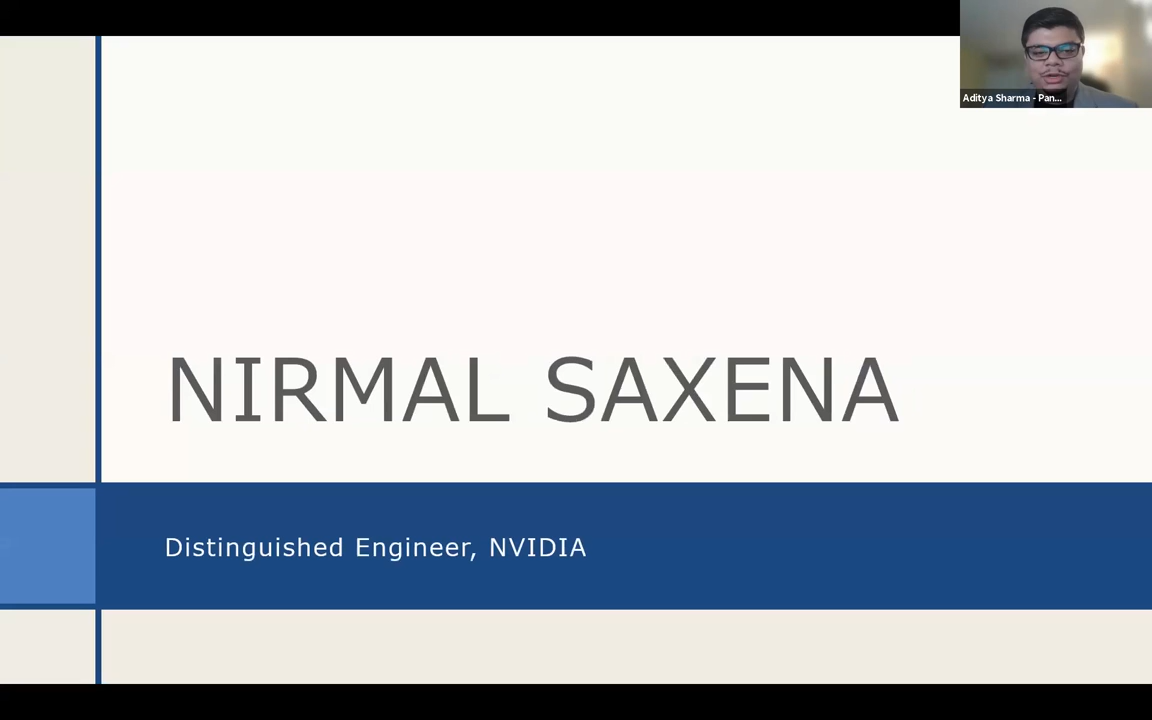 Aditya Sharma - Pan...
NIRMAL SAXENA
Distinguished Engineer, NVIDIA